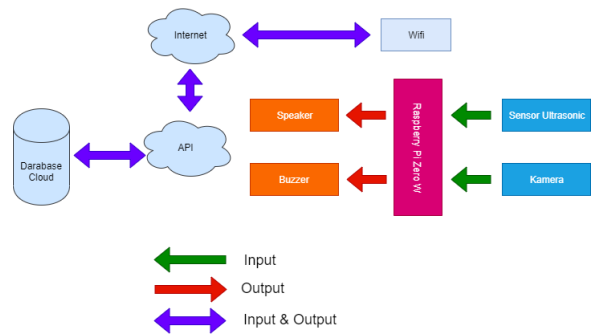 Internet
Wifi
Speaker
Raspberry Pi Zero W
Sensor Ultrasonic
API
Darabase
Cloud
Buzzer
Kamera
Input
Output
Input & Output